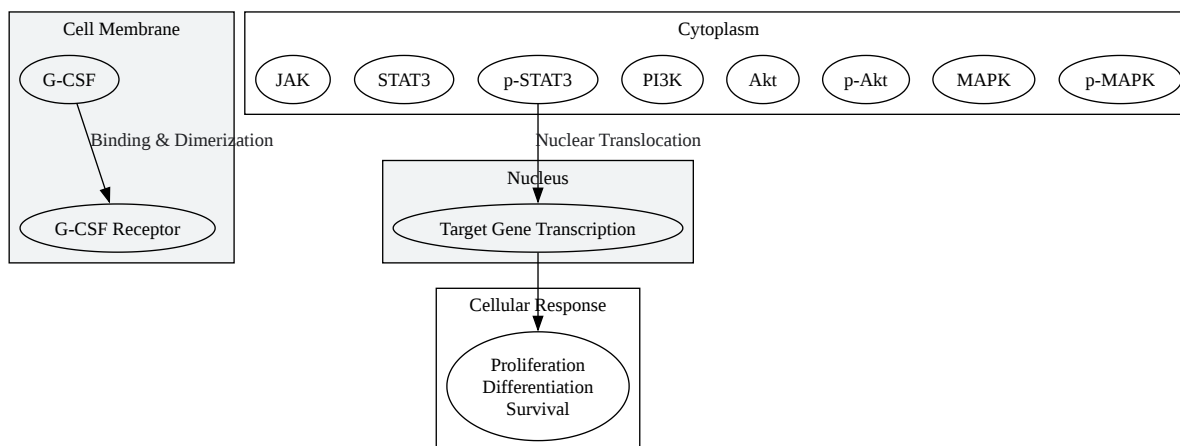 Cell Membrane
Cytoplasm
G-CSF
JAK
STAT3
p-STAT3
PI3K
Akt
p-Akt
MAPK
p-MAPK
Binding & Dimerization
Nuclear Translocation
Nucleus
G-CSF Receptor
Target Gene Transcription
Cellular Response
Proliferation
Differentiation
Survival